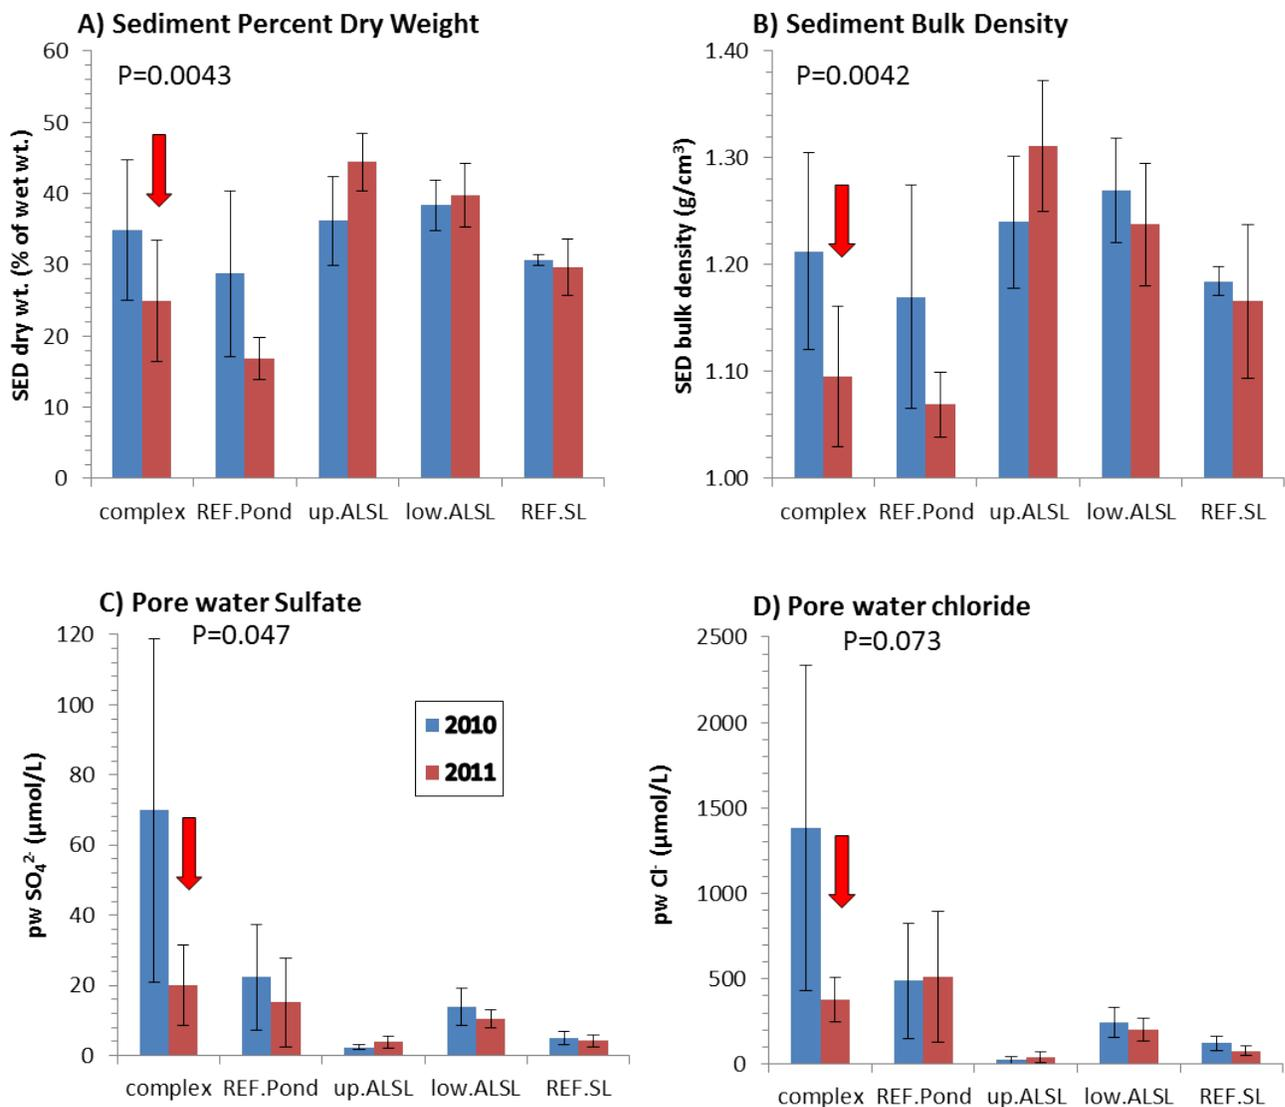 A) Sediment Percent Dry Weight
P=0.0043
SED dry wt. (% of wet wt.)
60
50
40
30
20
10
0
complex REF.Pond up.ALSL low.ALSL REF.SL
B) Sediment Bulk Density
P=0.0042
SED bulk density (g/cm³)
1.40
1.30
1.20
1.10
1.00
complex REF.Pond up.ALSL low.ALSL REF.SL
C) Pore water Sulfate
P=0.047
pw SO₄²⁻ (µmol/L)
120
100
80
60
40
20
0
2010
2011
complex REF.Pond up.ALSL low.ALSL REF.SL
D) Pore water chloride
P=0.073
pw Cl⁻ (µmol/L)
2500
2000
1500
1000
500
0
complex REF.Pond up.ALSL low.ALSL REF.SL